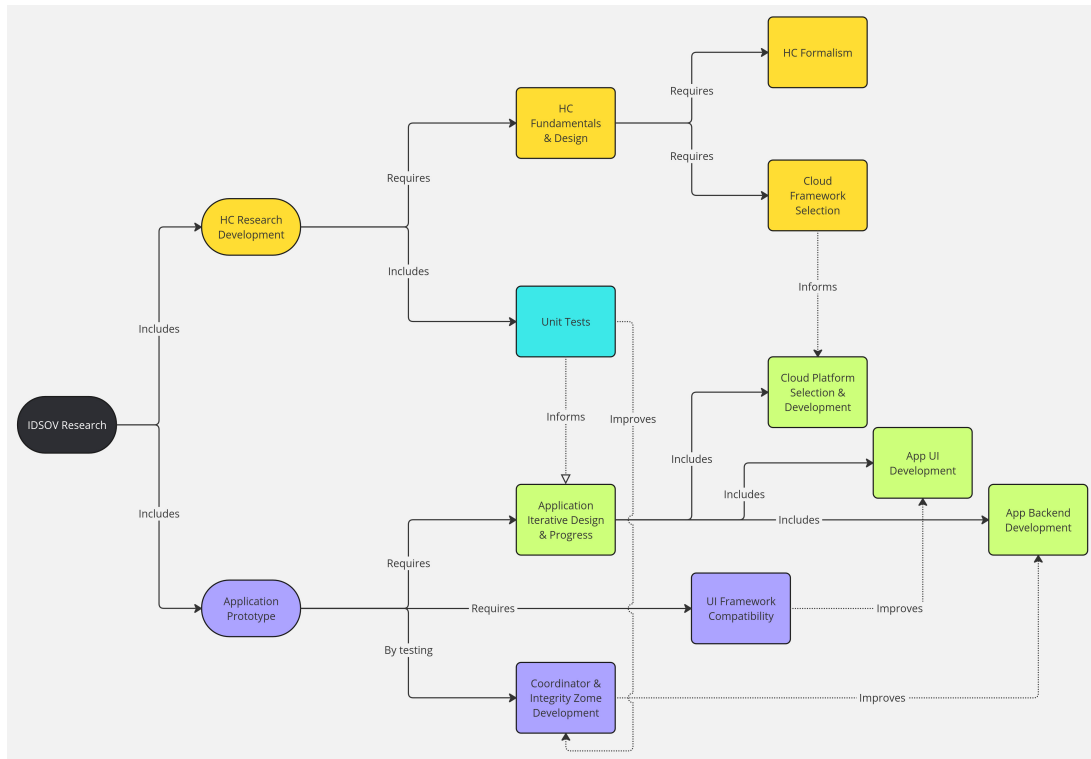 HC Formalism
Requires
HC
Fundamentals
& Design
Requires
Cloud
Framework
Selection
Requires
HC Research
Development
Includes
Informs
Unit Tests
Includes
Cloud Platform
Selection &
Development
Informs
Improves
IDSOV Research
App UI
Development
Includes
Includes
Application
Iterative Design
& Progress
Includes
App Backend
Development
Includes
Requires
Application
Prototype
Requires
UI Framework
Compatibility
Improves
By testing
Coordinator &
Integrity Zome
Development
Improves